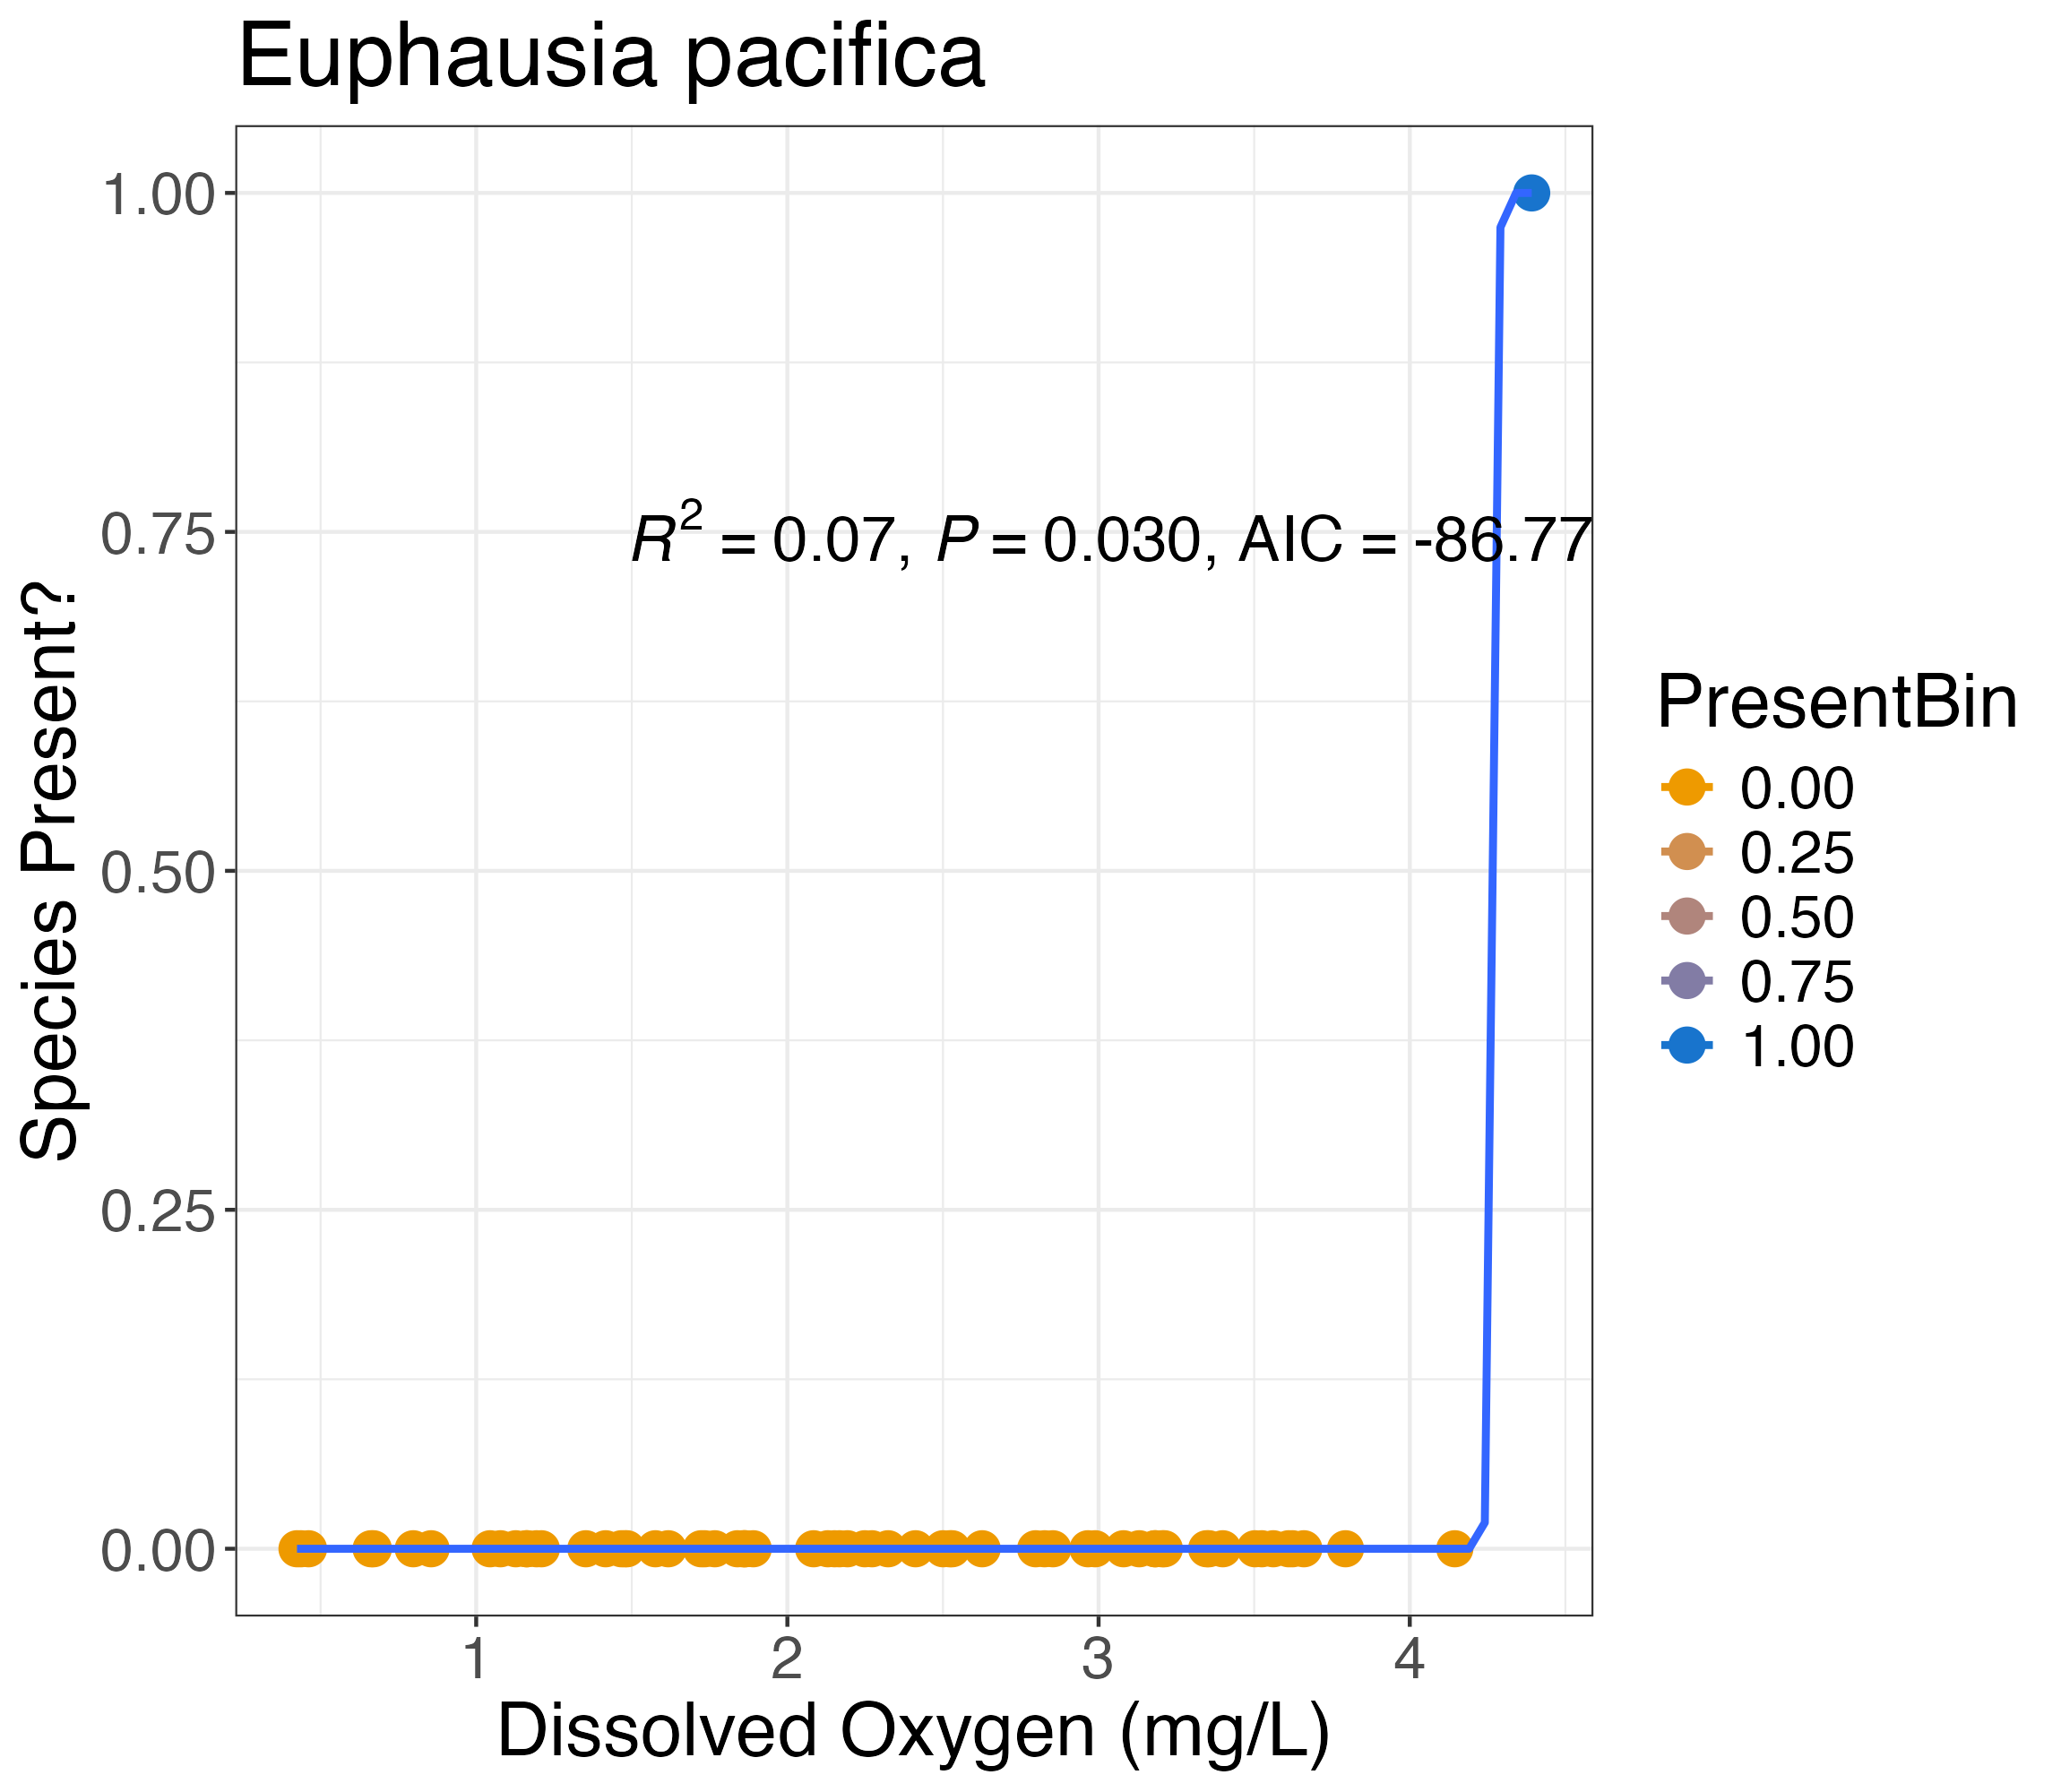 Euphausia pacifica
1.00
0.75
0.50
0.25
0.00
Species Present?
R² = 0.07, P = 0.030, AIC = -86.77
1
2
3
4
Dissolved Oxygen (mg/L)
PresentBin
0.00
0.25
0.50
0.75
1.00